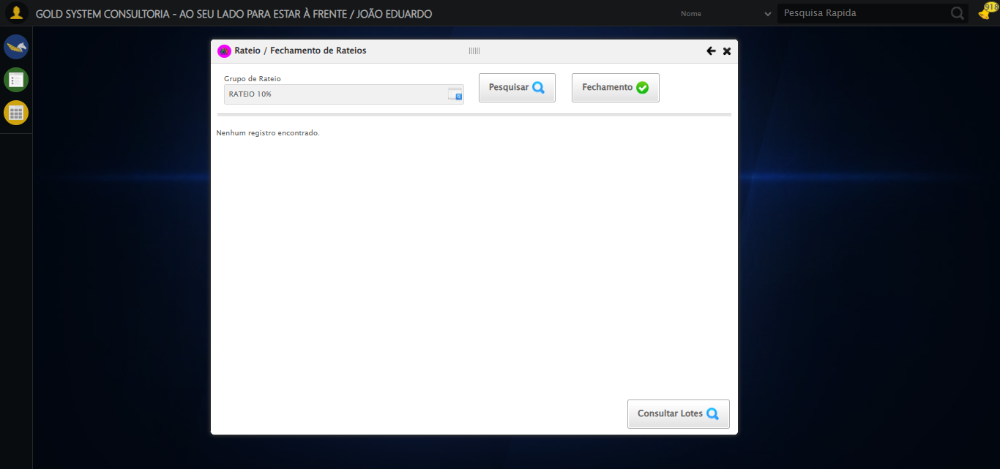 GOLD SYSTEM CONSULTORIA - AO SEU LADO PARA ESTAR À FRENTE / JOÃO EDUARDO
Nome
Pesquisa Rapida
918
Rateio / Fechamento de Rateios
Grupo de Rateio
RATEIO 10%
Pesquisar
Fechamento
Nenhum registro encontrado.
Consultar Lotes